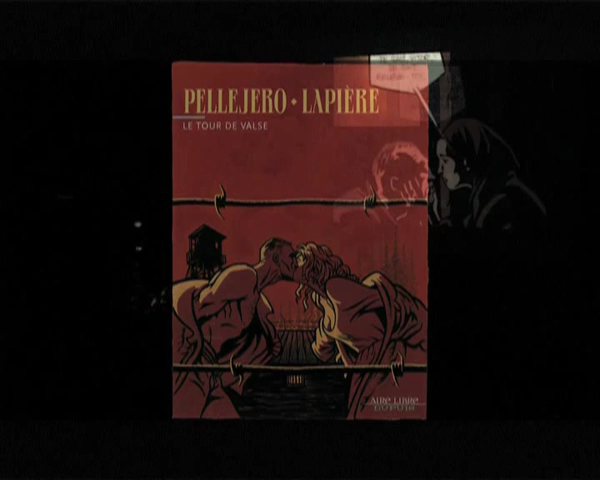 PELLEJERO • LAPIÈRE
LE TOUR DE VALSE
AIRE LIBRE
DUPUIS